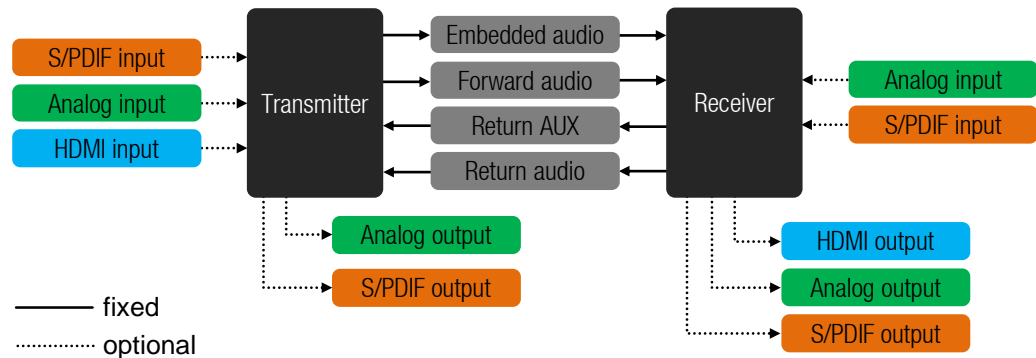 S/PDIF input
Analog input
HDMI input
Transmitter
Embedded audio
Forward audio
Return AUX
Return audio
Receiver
Analog input
S/PDIF input
Analog output
S/PDIF output
HDMI output
Analog output
S/PDIF output
fixed
optional